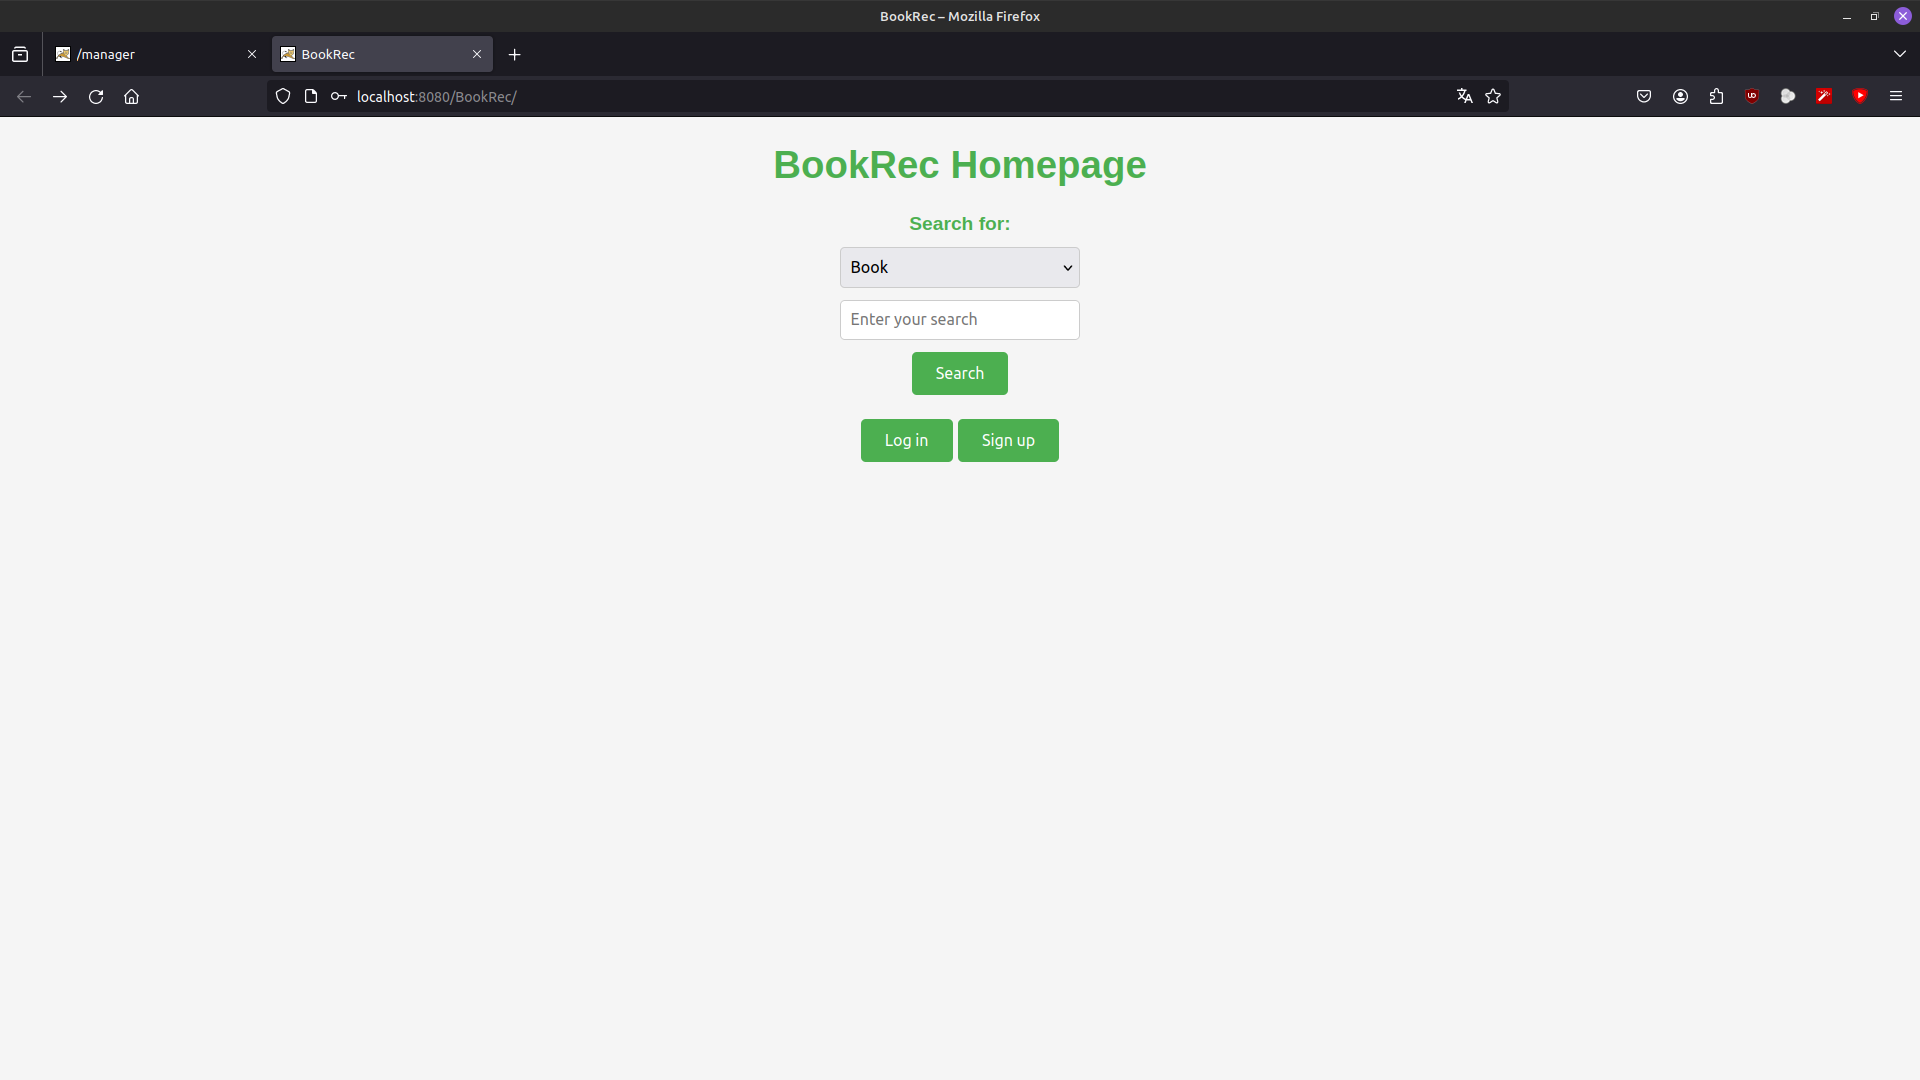 BookRec – Mozilla Firefox
/manager
BookRec
localhost:8080/BookRec/
BookRec Homepage
Search for:
Book
Enter your search
Search
Log in Sign up